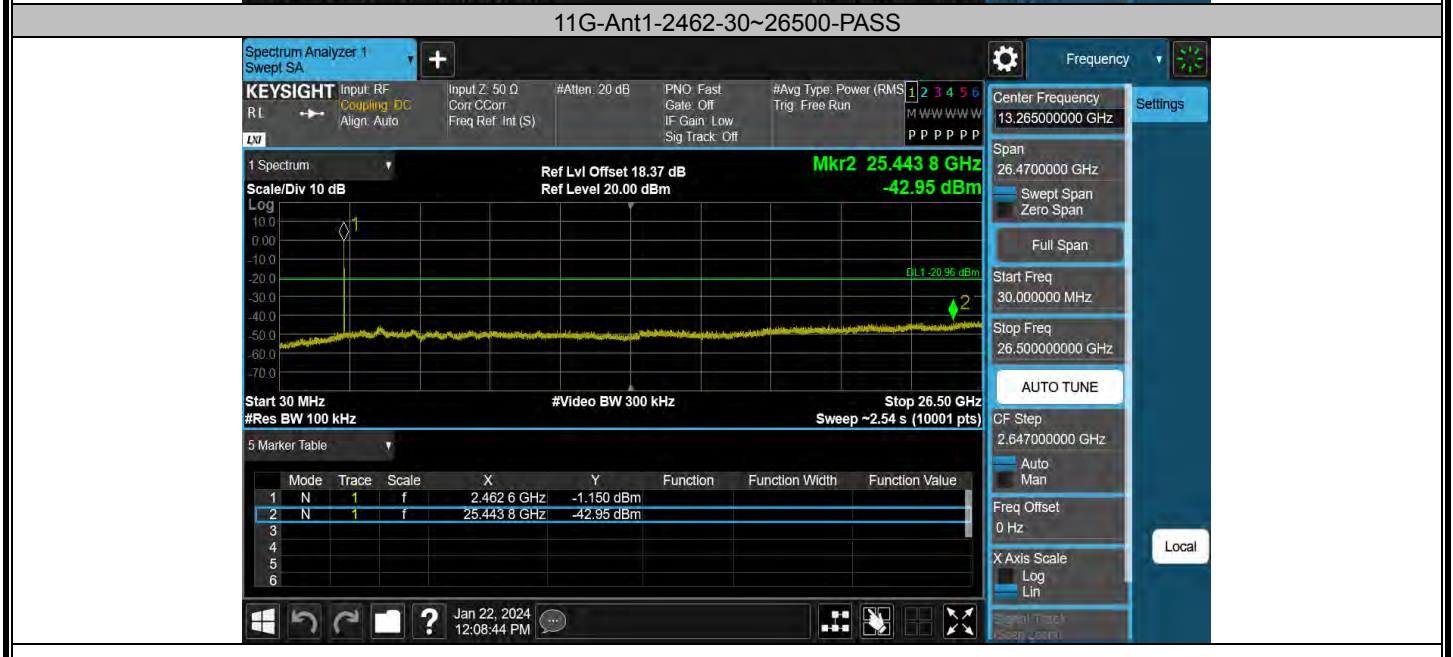 11G-Ant1-2462-30~26500-PASS
Spectrum Analyzer 1
Swept SA
+
Frequency
KEYSIGHT
RL
LXI
Input: RF
Coupling: DC
Align: Auto
Input Z: 50 Ω
Corr CCorr
Freq Ref: Int (S)
#Atten: 20 dB
PNO: Fast
Gate: Off
IF Gain: Low
Sig Track: Off
#Avg Type: Power (RMS
Trig: Free Run
1 2 3 4 5 6
M W W W W W
P P P P P P
Center Frequency
13.265000000 GHz
Settings
1 Spectrum
Scale/Div 10 dB
Ref Lvl Offset 18.37 dB
Ref Level 20.00 dBm
Mkr2 25.443 8 GHz
-42.95 dBm
Log
10.0
0.00
-10.0
-20.0
-30.0
-40.0
-50.0
-60.0
-70.0
1
DL1 -20.96 dBm
2
Start 30 MHz
#Res BW 100 kHz
#Video BW 300 kHz
Stop 26.50 GHz
Sweep ~2.54 s (10001 pts)
Span
26.4700000 GHz
Swept Span
Zero Span
Full Span
Start Freq
30.000000 MHz
Stop Freq
26.500000000 GHz
AUTO TUNE
CF Step
2.647000000 GHz
Auto
Man
Freq Offset
0 Hz
X Axis Scale
Log
Lin
Signal Track
(Span Zoom)
Local
5 Marker Table
Mode Trace Scale X Y Function Function Width Function Value
1 N 1 f 2.462 6 GHz -1.150 dBm
2 N 1 f 25.443 8 GHz -42.95 dBm
3
4
5
6
?
Jan 22, 2024
12:08:44 PM